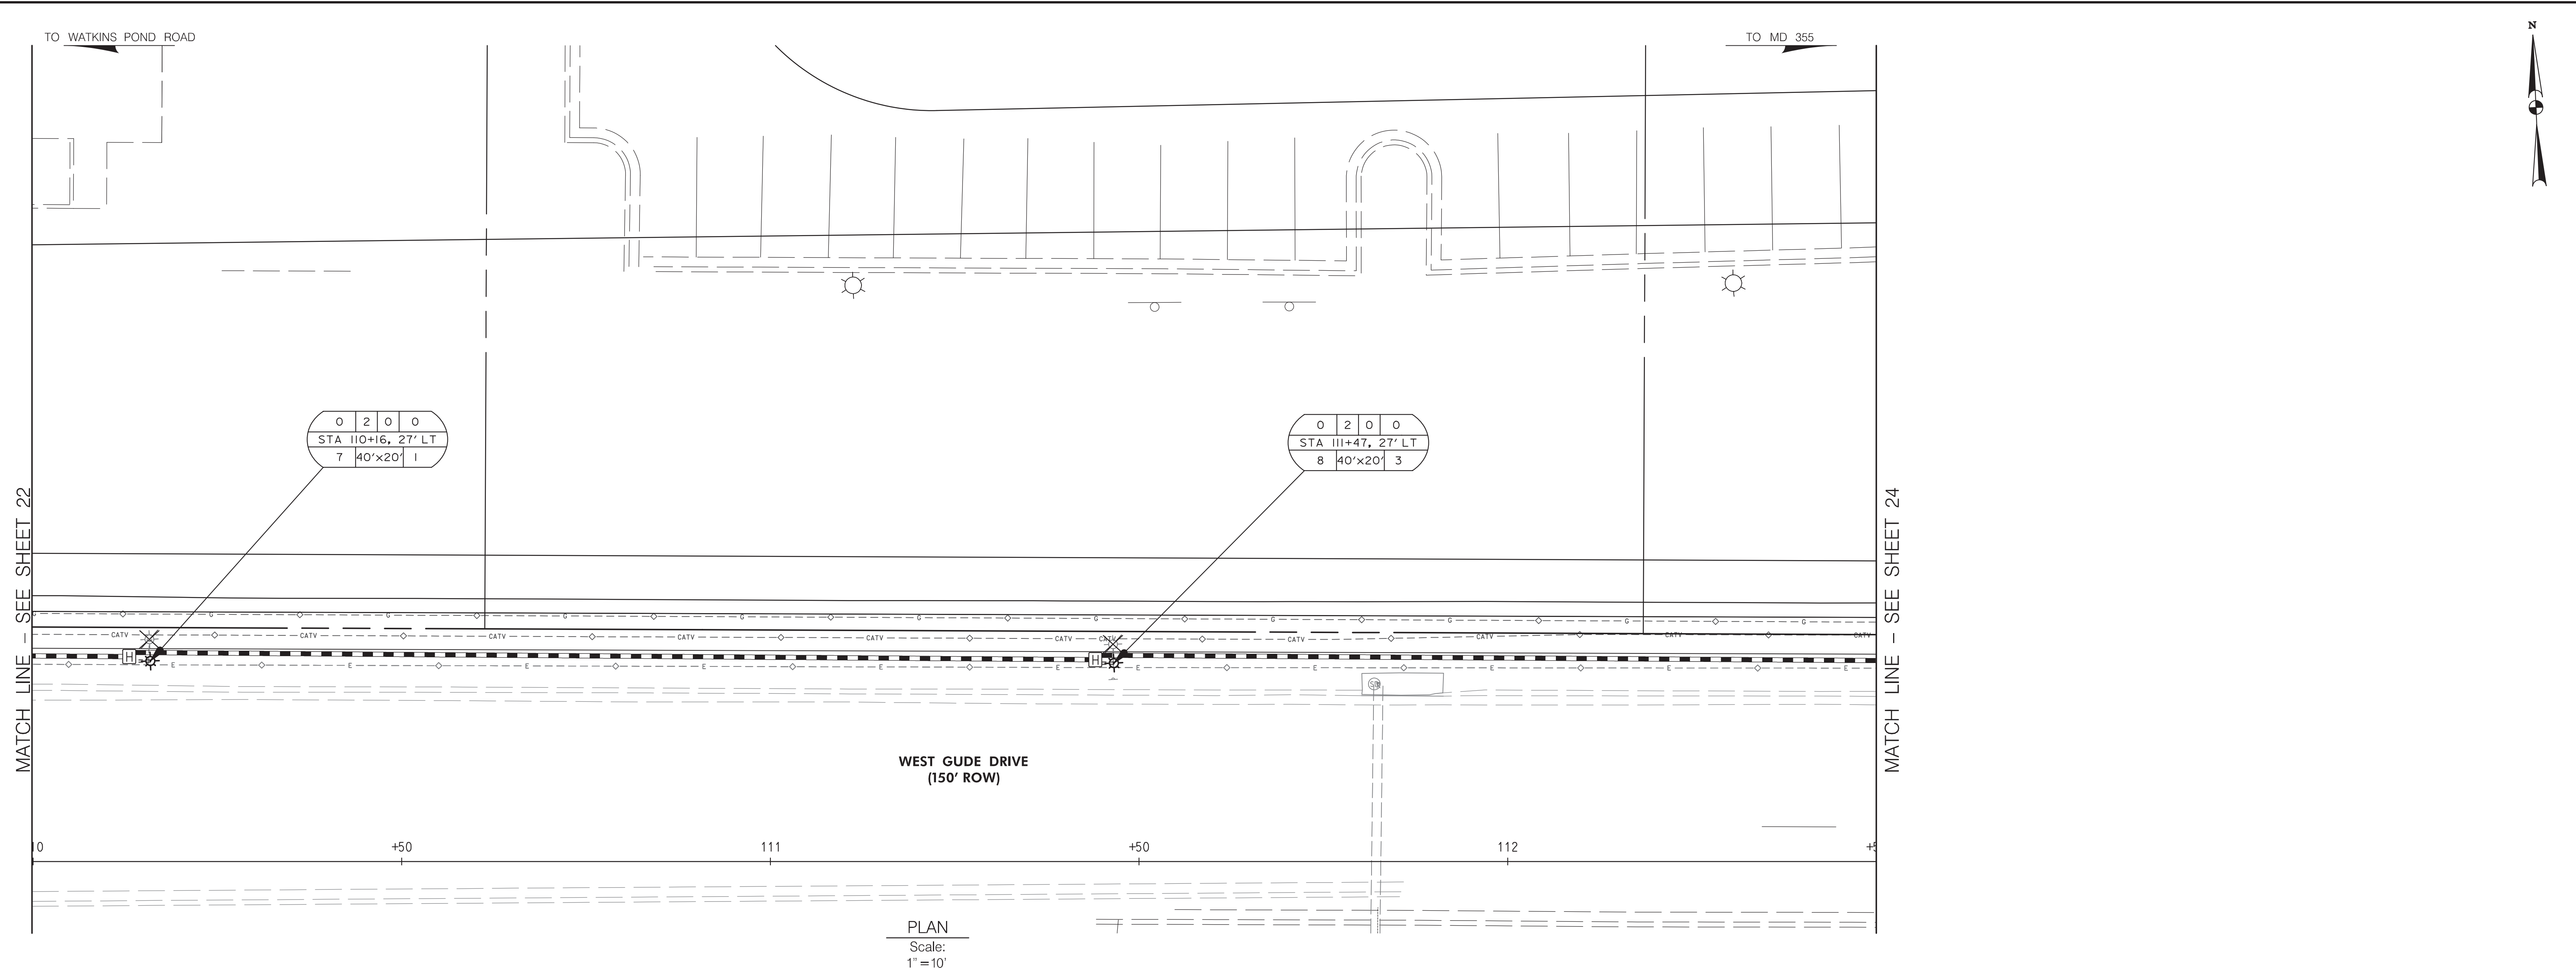 TO WATKINS POND ROAD
TO MD 355
N
0 2 0 0
STA 110+16, 27' LT
7 40'x20' 1
0 2 0 0
STA 111+47, 27' LT
8 40'x20' 3
MATCH LINE - SEE SHEET 22
MATCH LINE - SEE SHEET 24
G G G G G G G G G G
CATV CATV CATV CATV CATV CATV CATV CATV CATV CATV CATV
H H
E E E E E E E E E E
WEST GUDE DRIVE
(150' ROW)
10 +50 111 +50 112
PLAN
Scale:
1"=10'